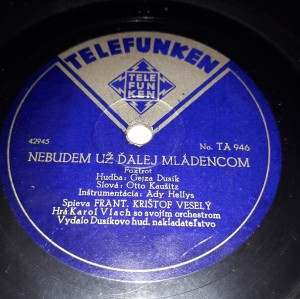 TELEFUNKEN
TELE
FUN
KEN
42945
No. TA 946
NEBUDEM UŽ ĎALEJ MLÁDENCOM
Foxtrot
Hudba: Gejza Dusík
Slová: Otto Kaušitz
Inštrumentácia: Ady Hellys
Spieva FRANT. KRIŠTOF VESELÝ
Hrá Karol Vlach so svojím orchestrom
Vydalo Dusíkovo hud. nakladateľstvo